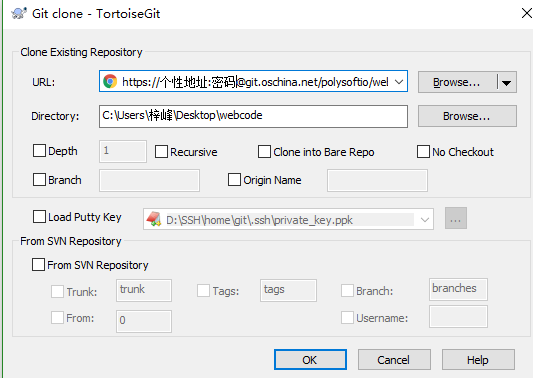 Git clone - TortoiseGit
Clone Existing Repository
URL: https://个性地址:密码@git.oschina.net/polysoftio/wel Browse...
Directory: C:\Users\梓峰\Desktop\webcode Browse...
Depth 1 Recursive Clone into Bare Repo No Checkout
Branch Origin Name
Load Putty Key D:\SSH\home\git\.ssh\private_key.ppk ...
From SVN Repository
From SVN Repository
Trunk: trunk Tags: tags Branch: branches
From: 0 Username:
OK Cancel Help